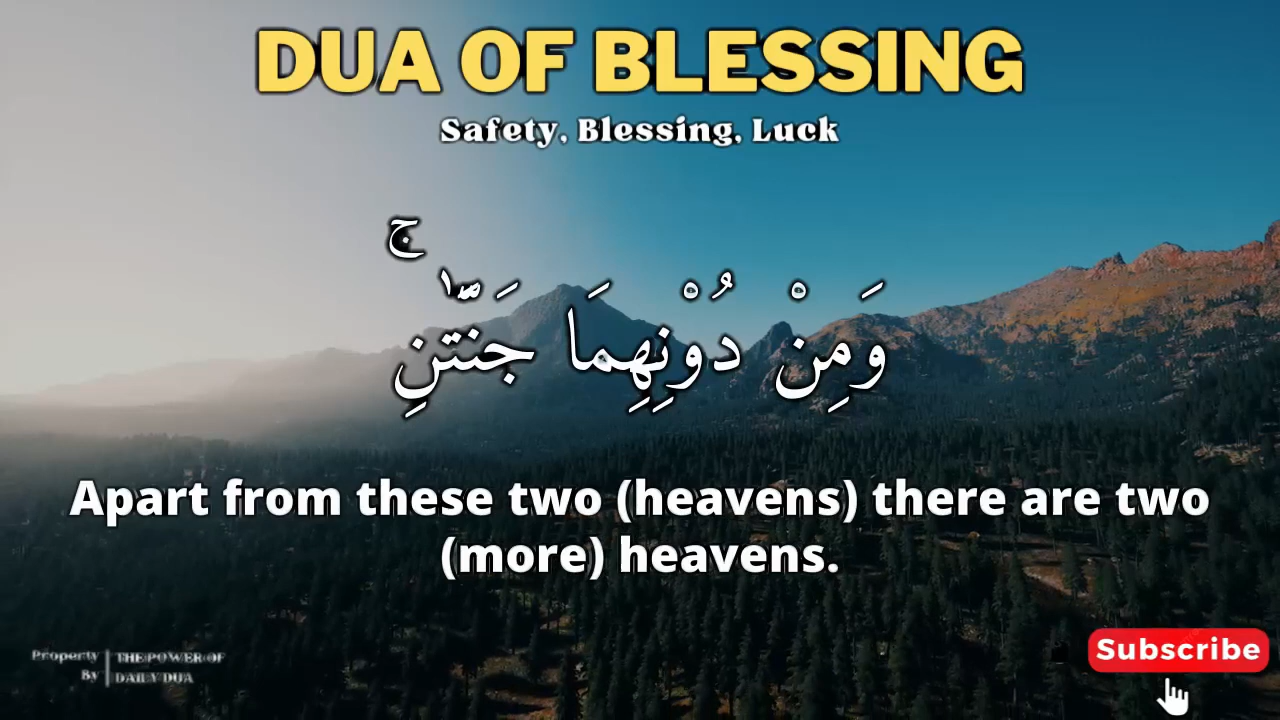 DUA OF BLESSING
Safety, Blessing, Luck
وَمِنْ دُوْنِهِمَا جَنَّتٰنِۚ
Apart from these two (heavens) there are two
(more) heavens.
Property By | THE POWER OF DAILY DUA
Subscribe